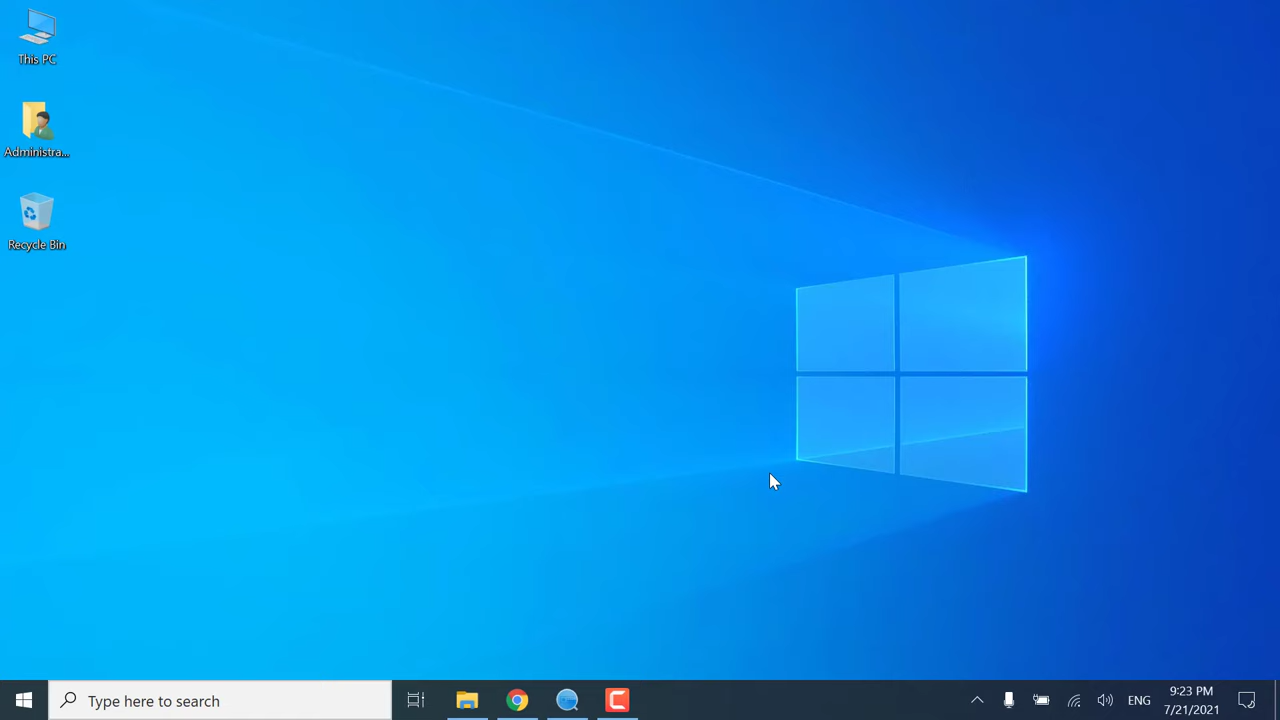 This PC
Administra...
Recycle Bin
Type here to search
ENG
9:23 PM
7/21/2021